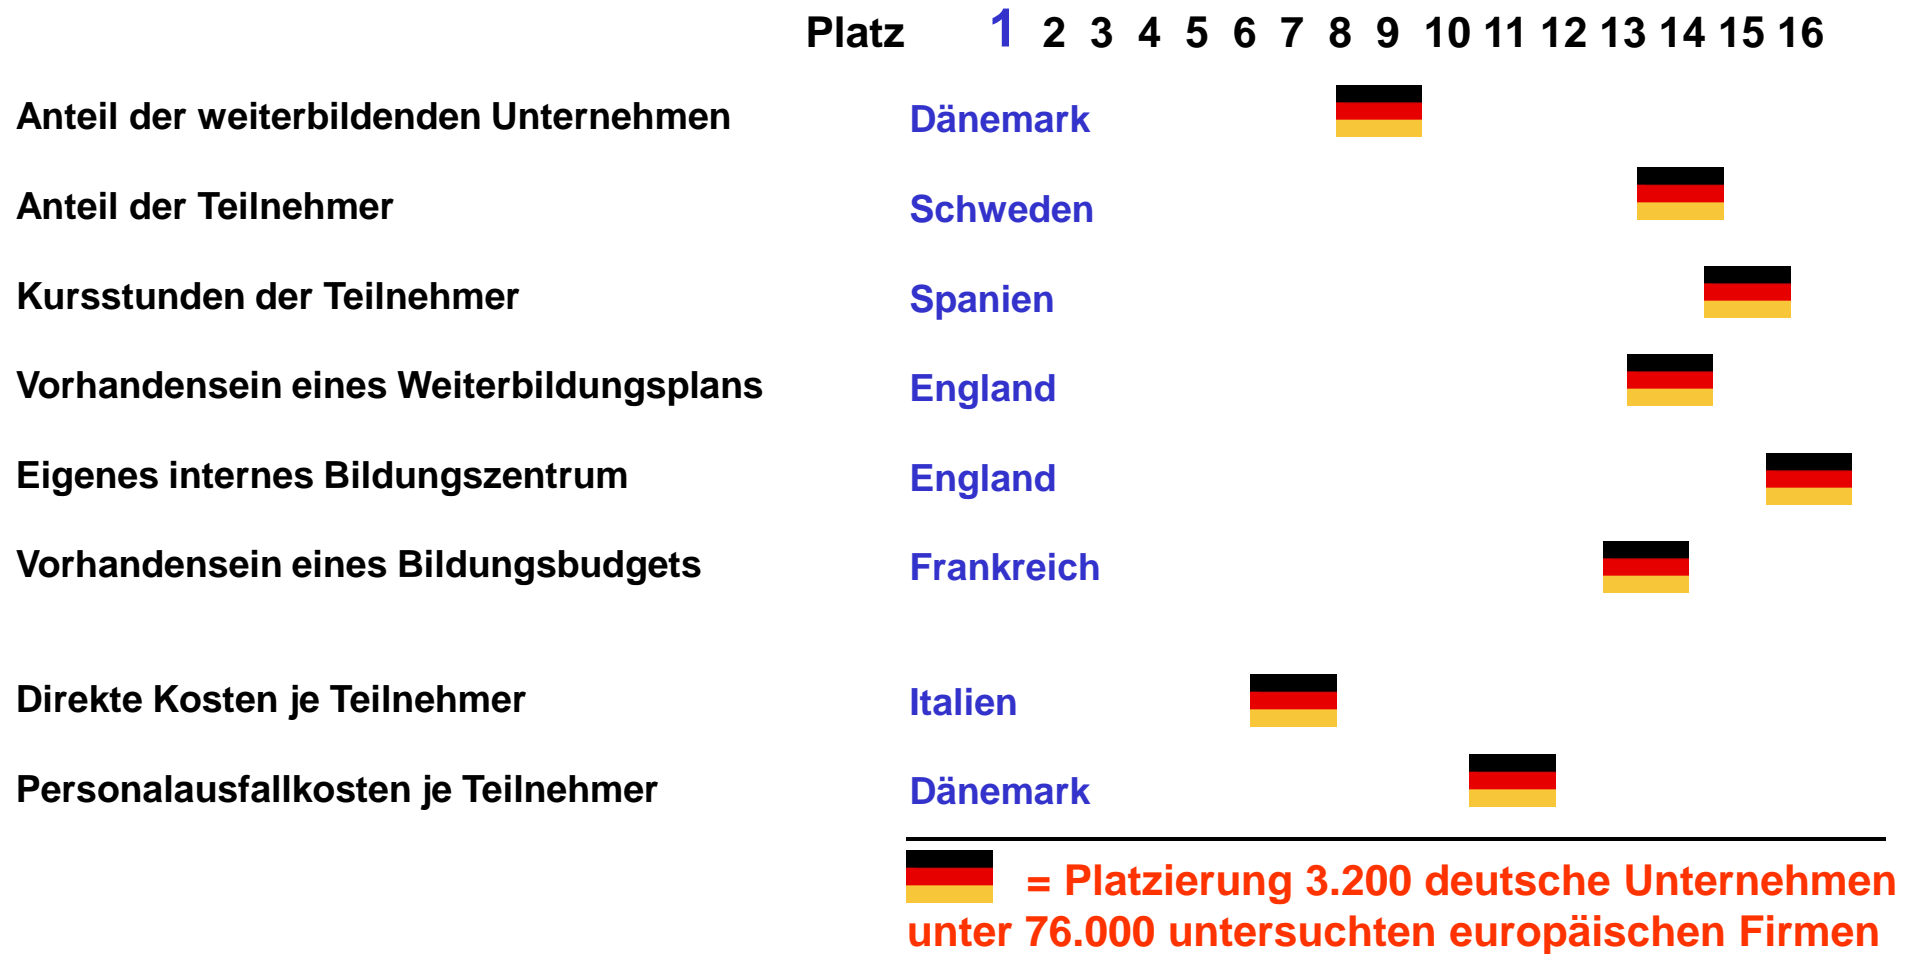 Platz 1 2 3 4 5 6 7 8 9 10 11 12 13 14 15 16
Anteil der weiterbildenden Unternehmen Dänemark
Anteil der Teilnehmer Schweden
Kursstunden der Teilnehmer Spanien
Vorhandensein eines Weiterbildungsplans England
Eigenes internes Bildungszentrum England
Vorhandensein eines Bildungsbudgets Frankreich
Direkte Kosten je Teilnehmer Italien
Personalausfallkosten je Teilnehmer Dänemark
= Platzierung 3.200 deutsche Unternehmen
unter 76.000 untersuchten europäischen Firmen